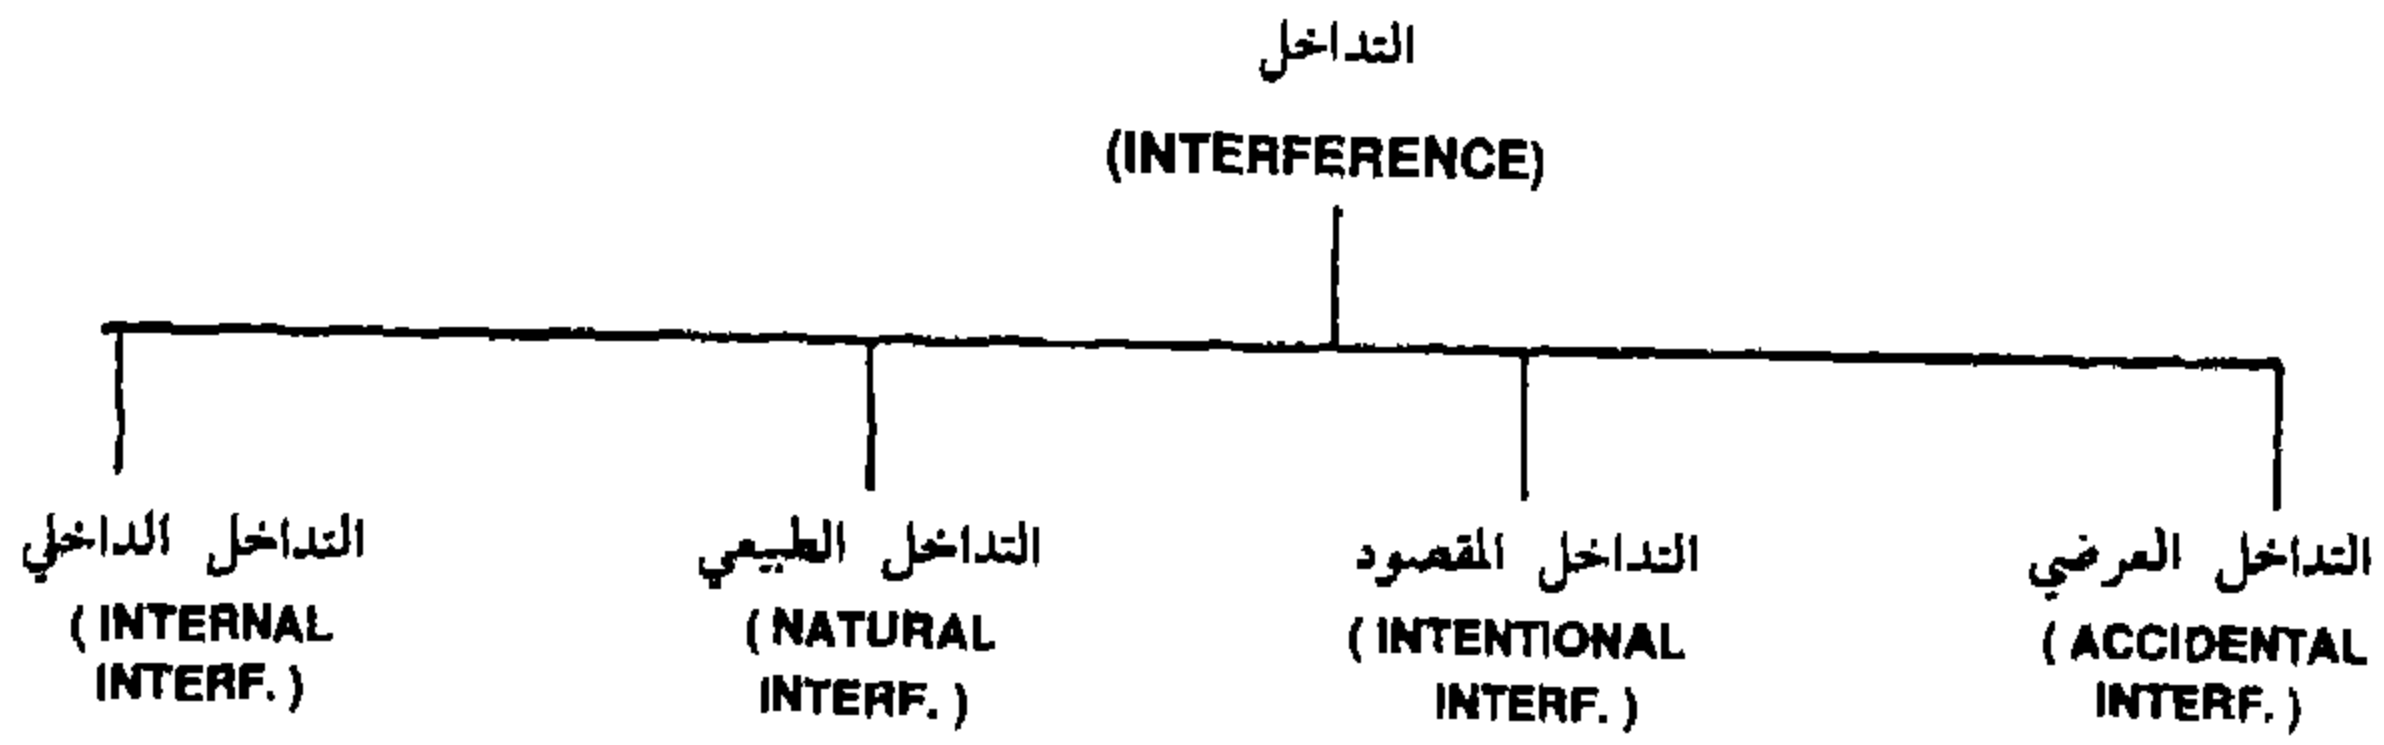 التداخل
(INTERFERENCE)
التداخل العرضي
(ACCIDENTAL
INTERF.)
التداخل المقصود
(INTENTIONAL
INTERF.)
التداخل الطبيعي
(NATURAL
INTERF.)
التداخل الداخلي
(INTERNAL
INTERF.)